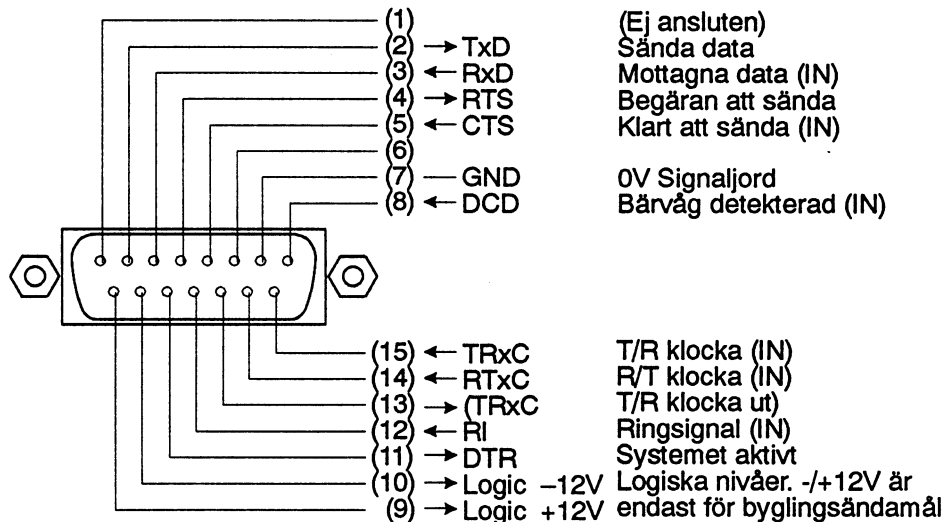 (1) (Ej ansluten)
(2) → TxD Sända data
(3) ← RxD Mottagna data (IN)
(4) → RTS Begäran att sända
(5) ← CTS Klart att sända (IN)
(6)
(7) — GND 0V Signaljord
(8) ← DCD Bärvåg detekterad (IN)
(15) ← TRxC T/R klocka (IN)
(14) ← RTxC R/T klocka (IN)
(13) → (TRxC T/R klocka ut)
(12) ← RI Ringsignal (IN)
(11) → DTR Systemet aktivt
(10) → Logic –12V Logiska nivåer. -/+12V är
(9) → Logic +12V endast för byglingsändamål